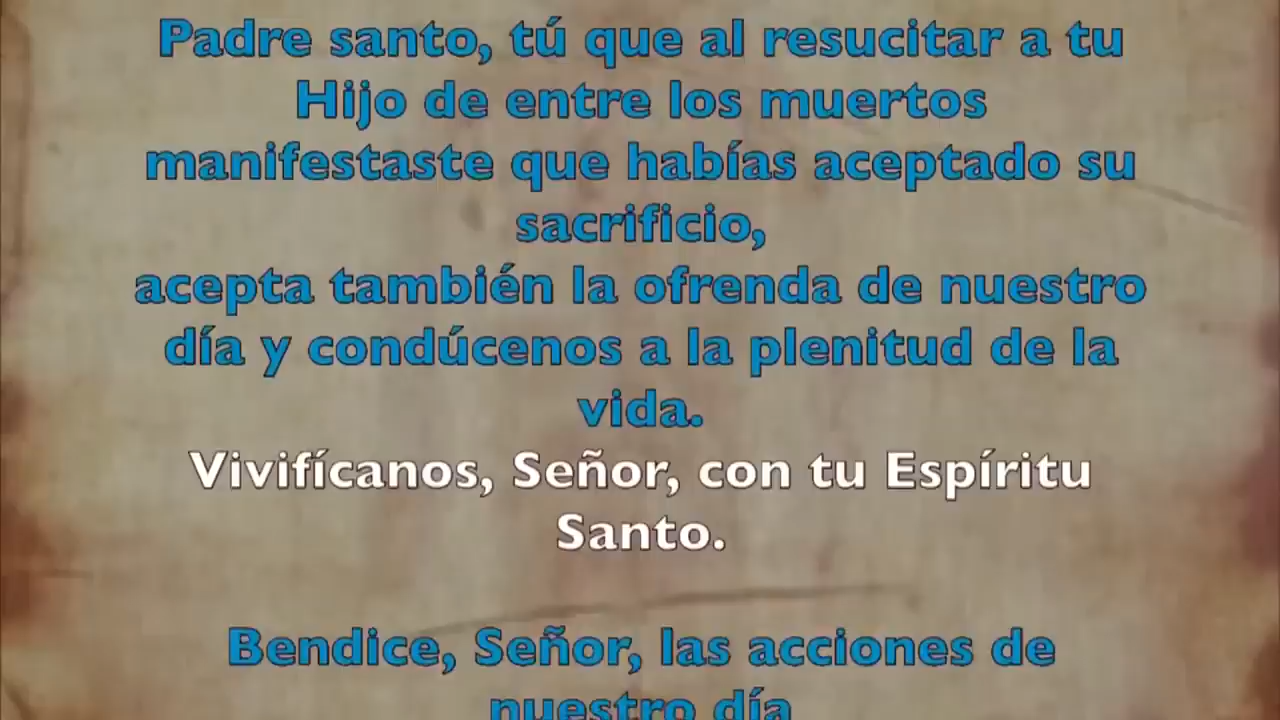 Padre santo, tú que al resucitar a tu
Hijo de entre los muertos
manifestaste que habías aceptado su
sacrificio,
acepta también la ofrenda de nuestro
día y condúcenos a la plenitud de la
vida.
Vivifícanos, Señor, con tu Espíritu
Santo.
Bendice, Señor, las acciones de
nuestro día